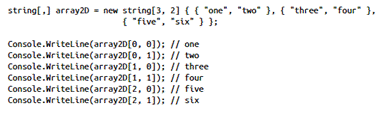 string[,] array2D = new string[3, 2] { { "one", "two" }, { "three", "four" },
{ "five", "six" } };
Console.WriteLine(array2D[0, 0]); // one
Console.WriteLine(array2D[0, 1]); // two
Console.WriteLine(array2D[1, 0]); // three
Console.WriteLine(array2D[1, 1]); // four
Console.WriteLine(array2D[2, 0]); // five
Console.WriteLine(array2D[2, 1]); // six